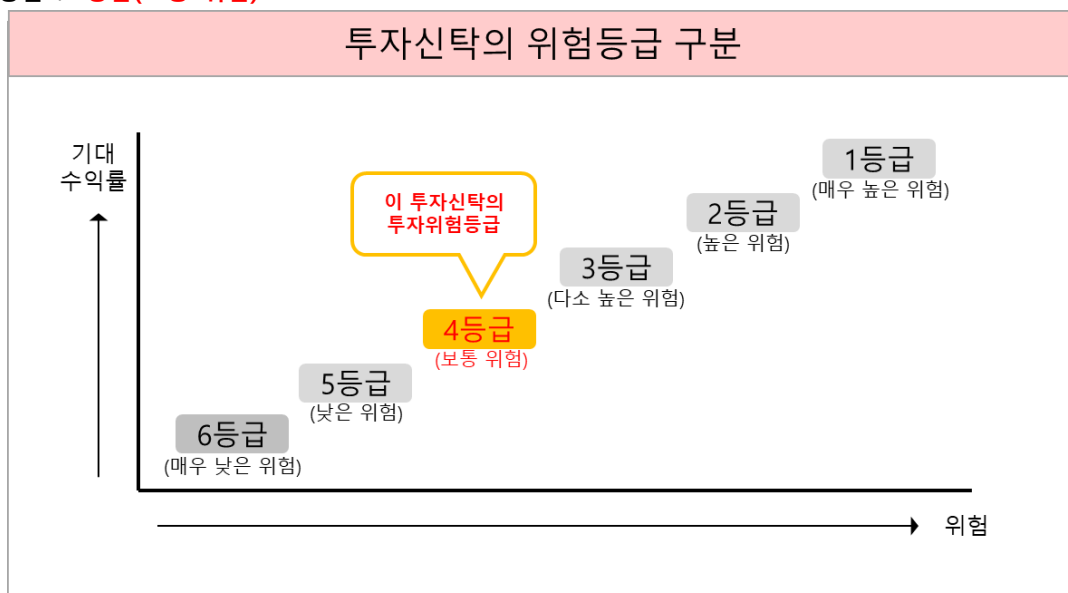 투자신탁의 위험등급 구분
기대
수익률
이 투자신탁의
투자위험등급
1등급
(매우 높은 위험)
2등급
(높은 위험)
3등급
(다소 높은 위험)
4등급
(보통 위험)
5등급
(낮은 위험)
6등급
(매우 낮은 위험)
위험